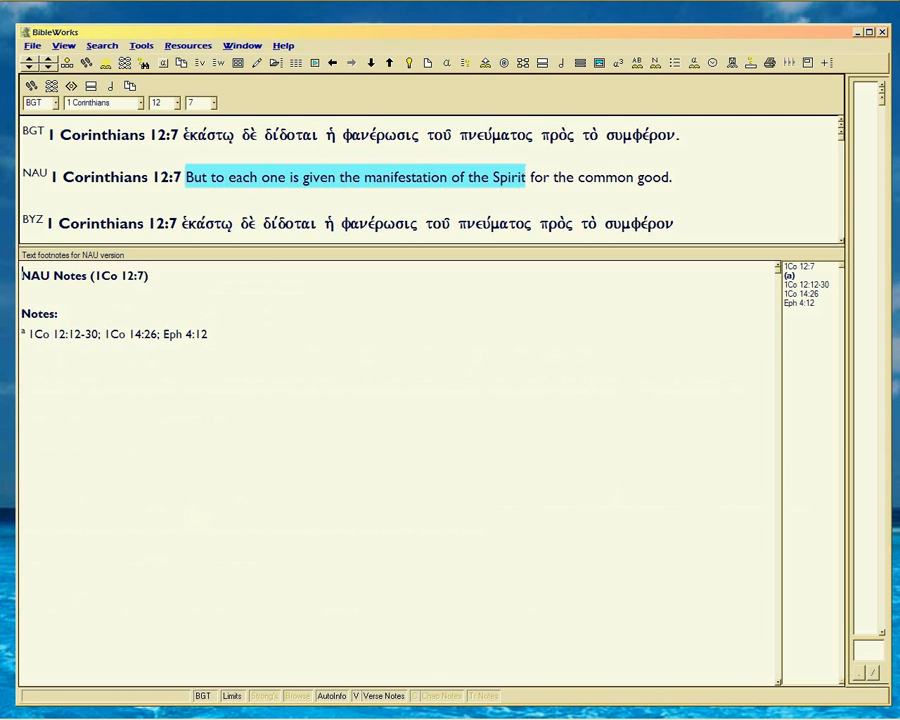 BibleWorks
File View Search Tools Resources Window Help
BGT 1 Corinthians 12 7
BGT 1 Corinthians 12:7 ἑκάστῳ δὲ δίδοται ἡ φανέρωσις τοῦ πνεύματος πρὸς τὸ συμφέρον.
NAU 1 Corinthians 12:7 But to each one is given the manifestation of the Spirit for the common good.
BYZ 1 Corinthians 12:7 ἑκάστῳ δὲ δίδοται ἡ φανέρωσις τοῦ πνεύματος πρὸς τὸ συμφέρον
Text footnotes for NAU version
NAU Notes (1Co 12:7)
Notes:
a 1Co 12:12-30; 1Co 14:26; Eph 4:12
1Co 12:7
(a)
1Co 12:12-30
1Co 14:26
Eph 4:12
BGT Limits Strong's Browse AutoInfo V Verse Notes C Chap Notes Tr Notes